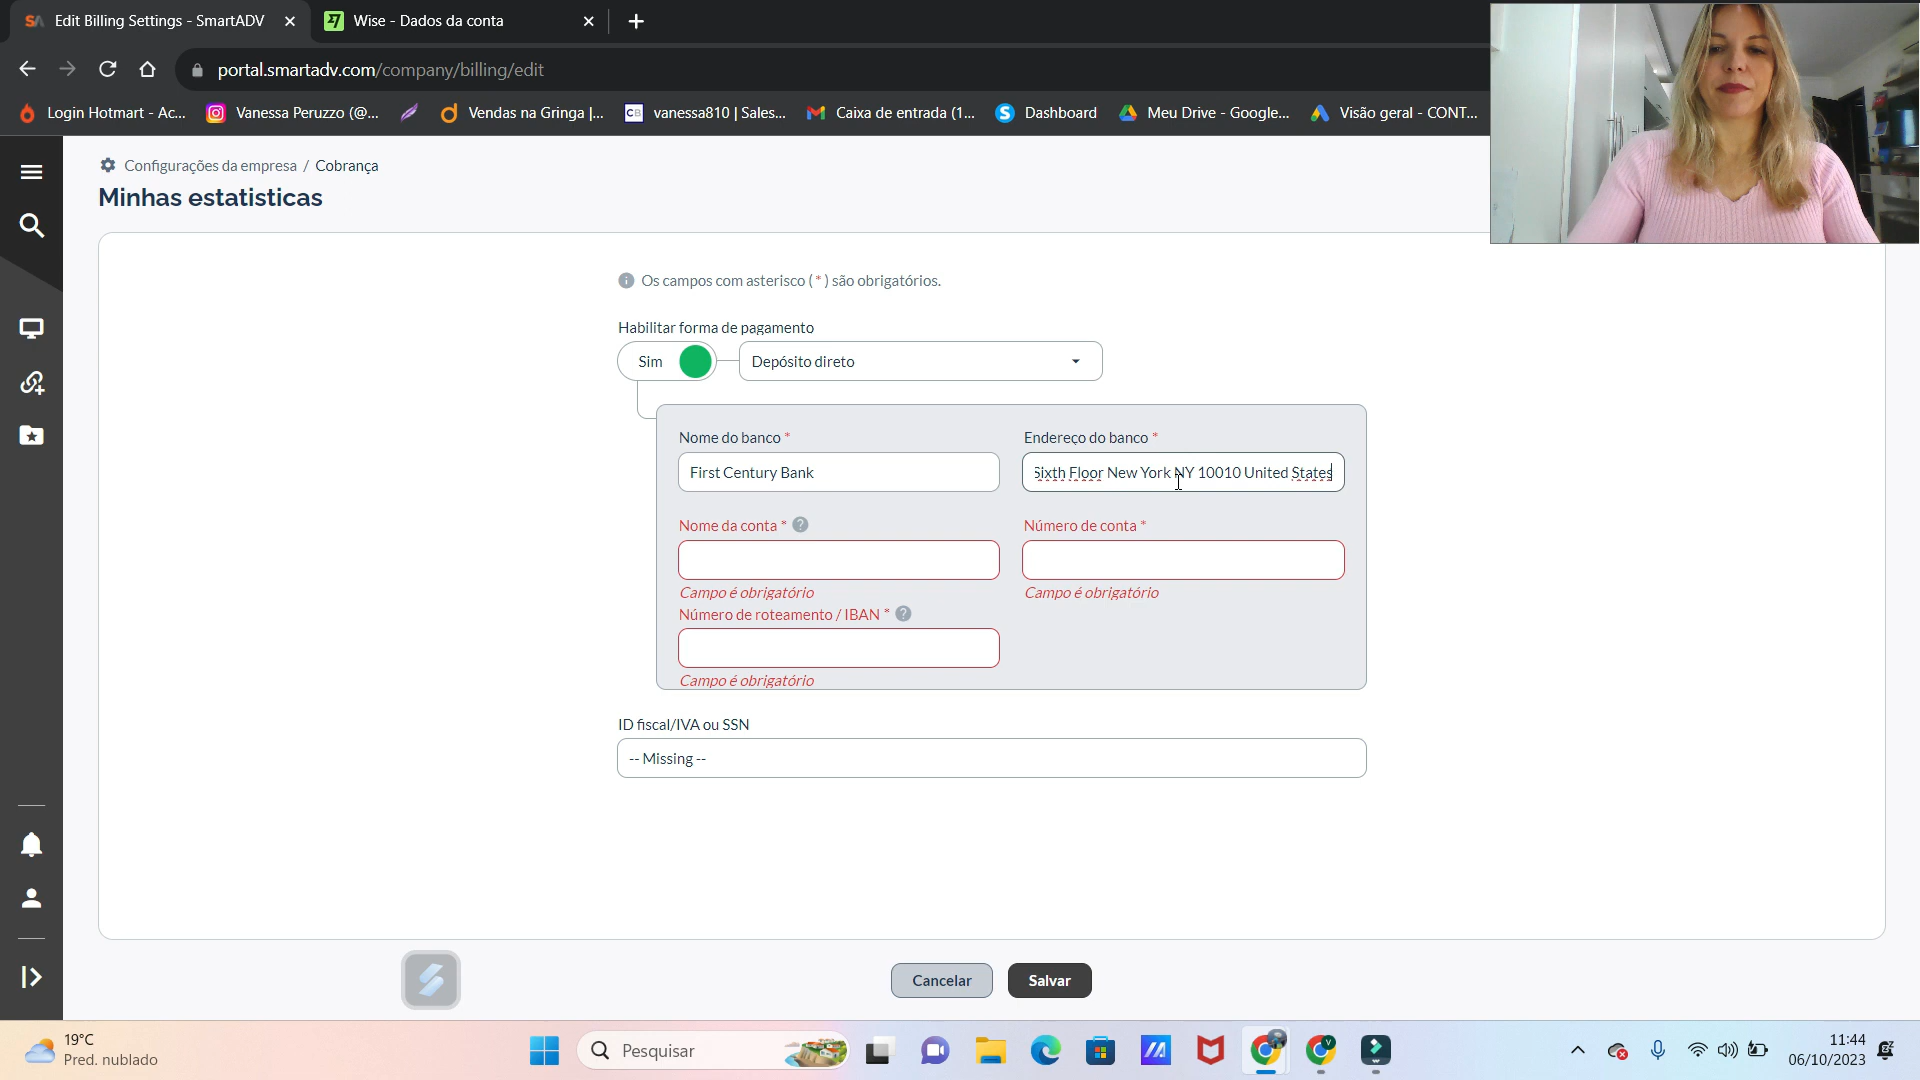 Edit Billing Settings - SmartADV
Wise - Dados da conta
portal.smartadv.com/company/billing/edit
Login Hotmart - Ac...
Vanessa Peruzzo (@...
Vendas na Gringa |...
CB vanessa810 | Sales...
Caixa de entrada (1...
Dashboard
Meu Drive - Google...
Visão geral - CONT...
Configurações da empresa / Cobrança
Minhas estatisticas
Os campos com asterisco ( * ) são obrigatórios.
Habilitar forma de pagamento
Sim
Depósito direto
Nome do banco *
Endereço do banco *
First Century Bank
Sixth Floor New York NY 10010 United States
Nome da conta * ?
Número de conta *
Campo é obrigatório
Campo é obrigatório
Número de roteamento / IBAN * ?
Campo é obrigatório
ID fiscal/IVA ou SSN
-- Missing --
Cancelar
Salvar
19°C
Pred. nublado
Pesquisar
11:44
06/10/2023